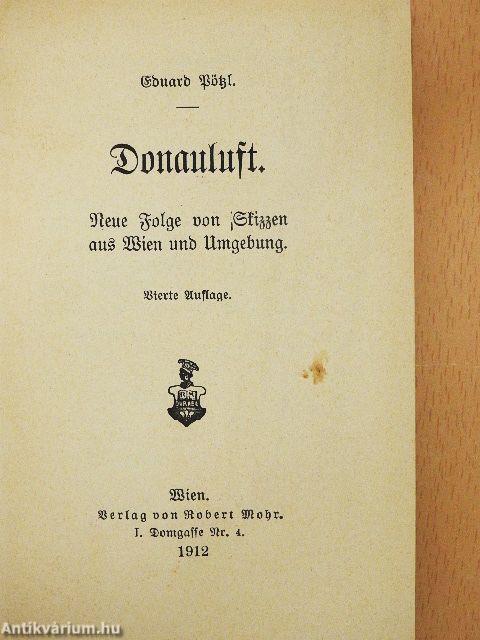 Eduard Pötzl.
Donauluft.
Neue Folge von Skizzen
aus Wien und Umgebung.
Vierte Auflage.
Wien.
Verlag von Robert Mohr.
I. Domgasse Nr. 4.
1912
Antikvárium.hu